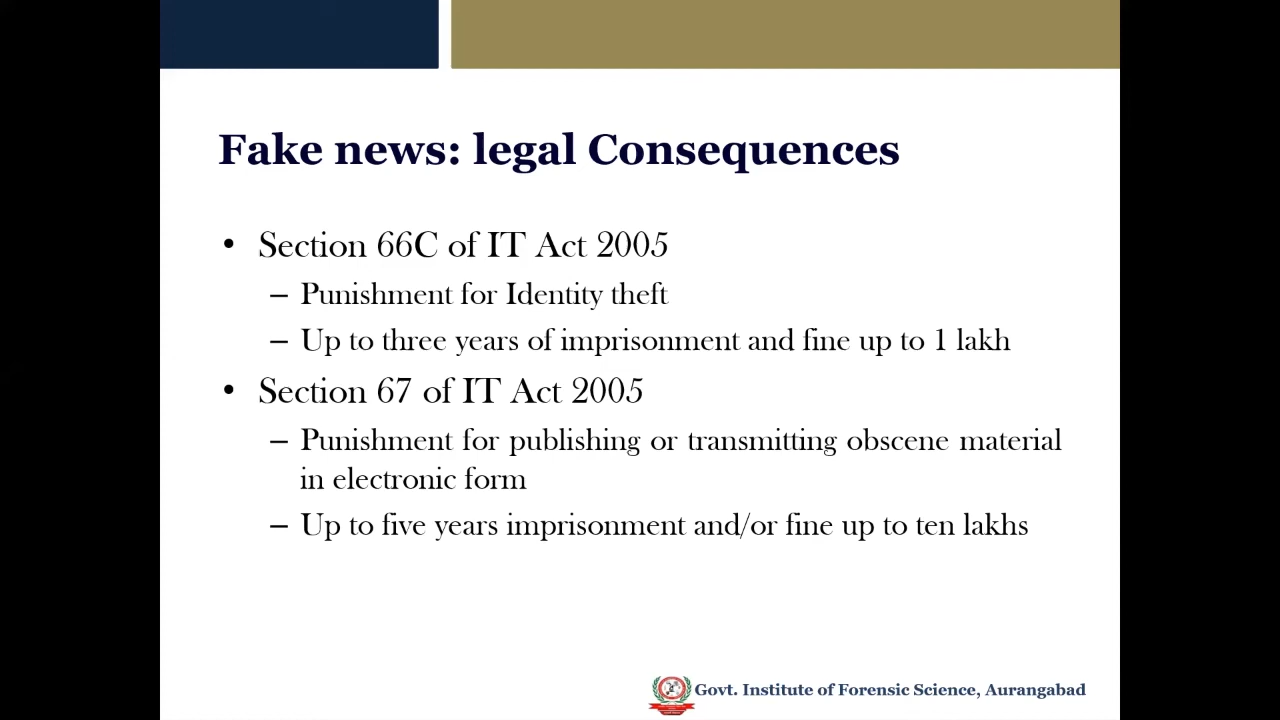 Fake news: legal Consequences
• Section 66C of IT Act 2005
– Punishment for Identity theft
– Up to three years of imprisonment and fine up to 1 lakh
• Section 67 of IT Act 2005
– Punishment for publishing or transmitting obscene material
in electronic form
– Up to five years imprisonment and/or fine up to ten lakhs
Govt. Institute of Forensic Science, Aurangabad